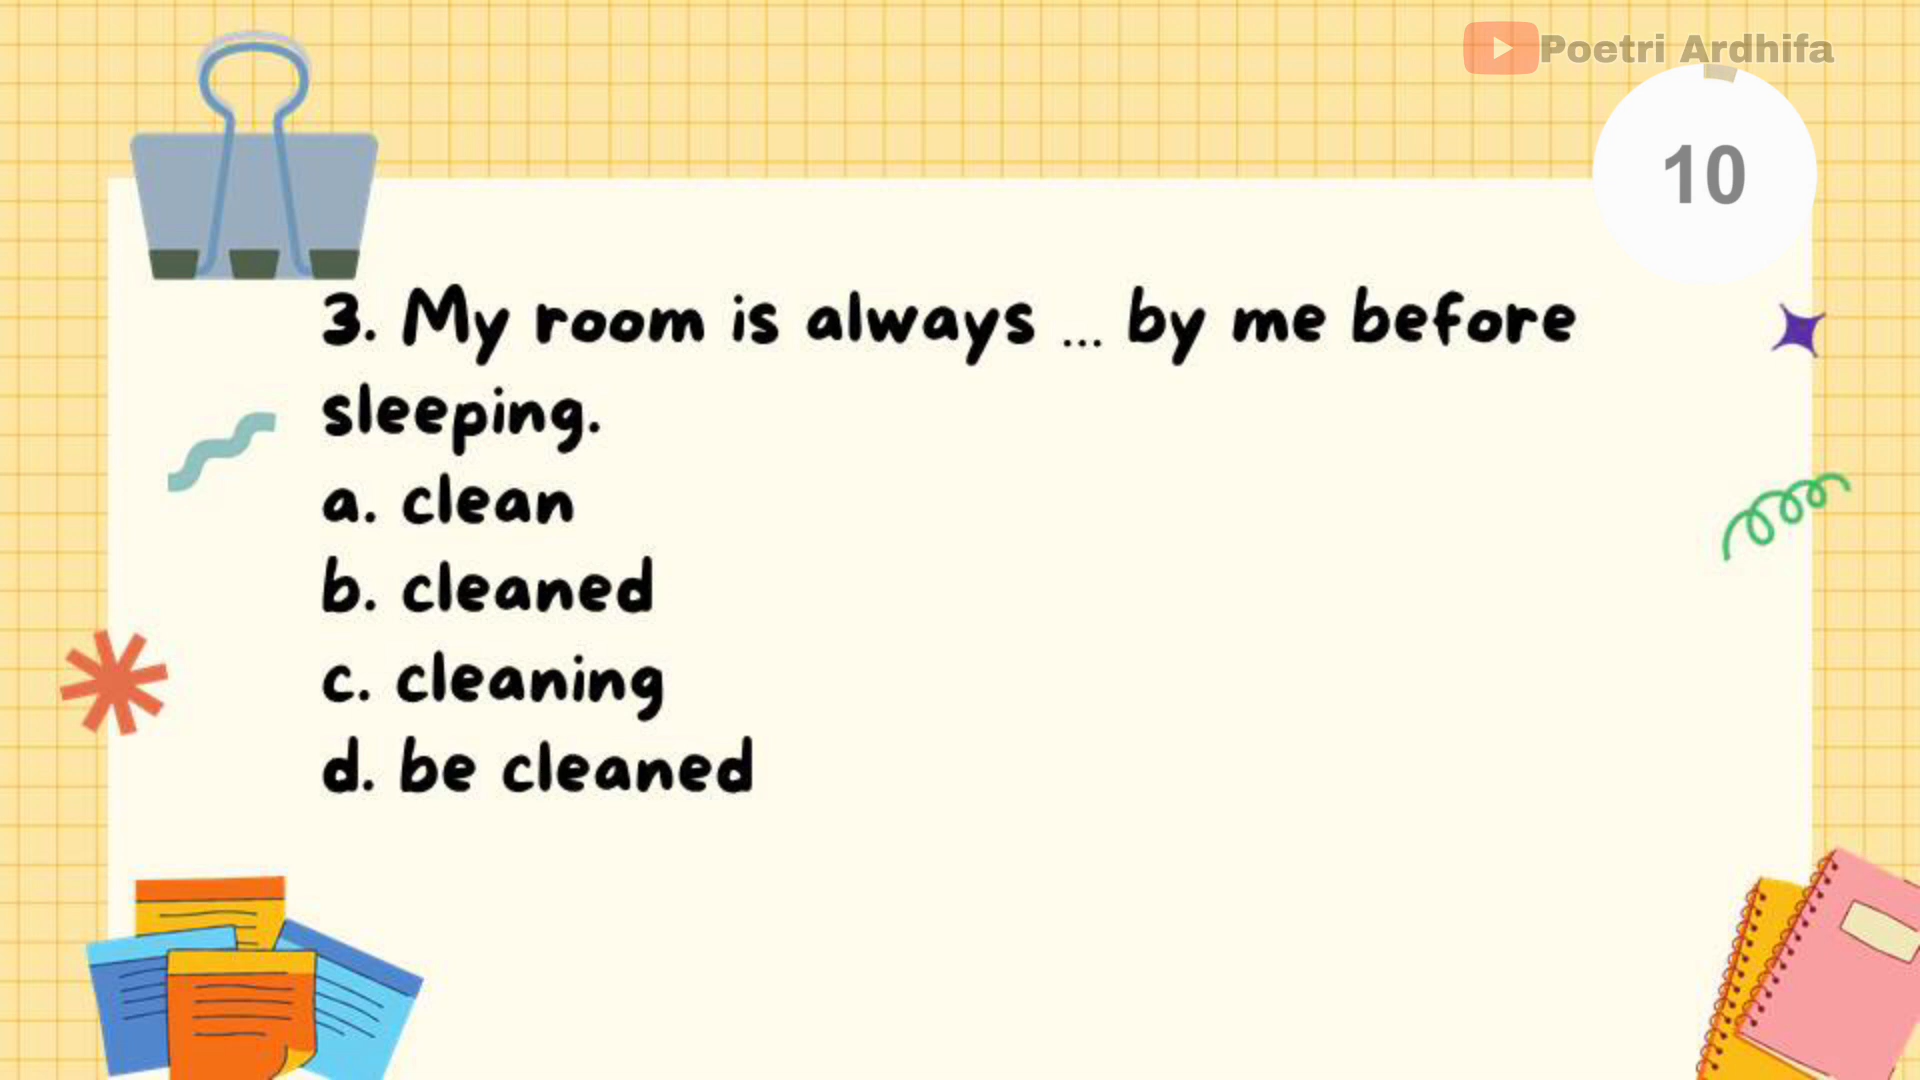 Poetri Ardhifa
10
3. My room is always ... by me before
sleeping.
a. clean
b. cleaned
c. cleaning
d. be cleaned